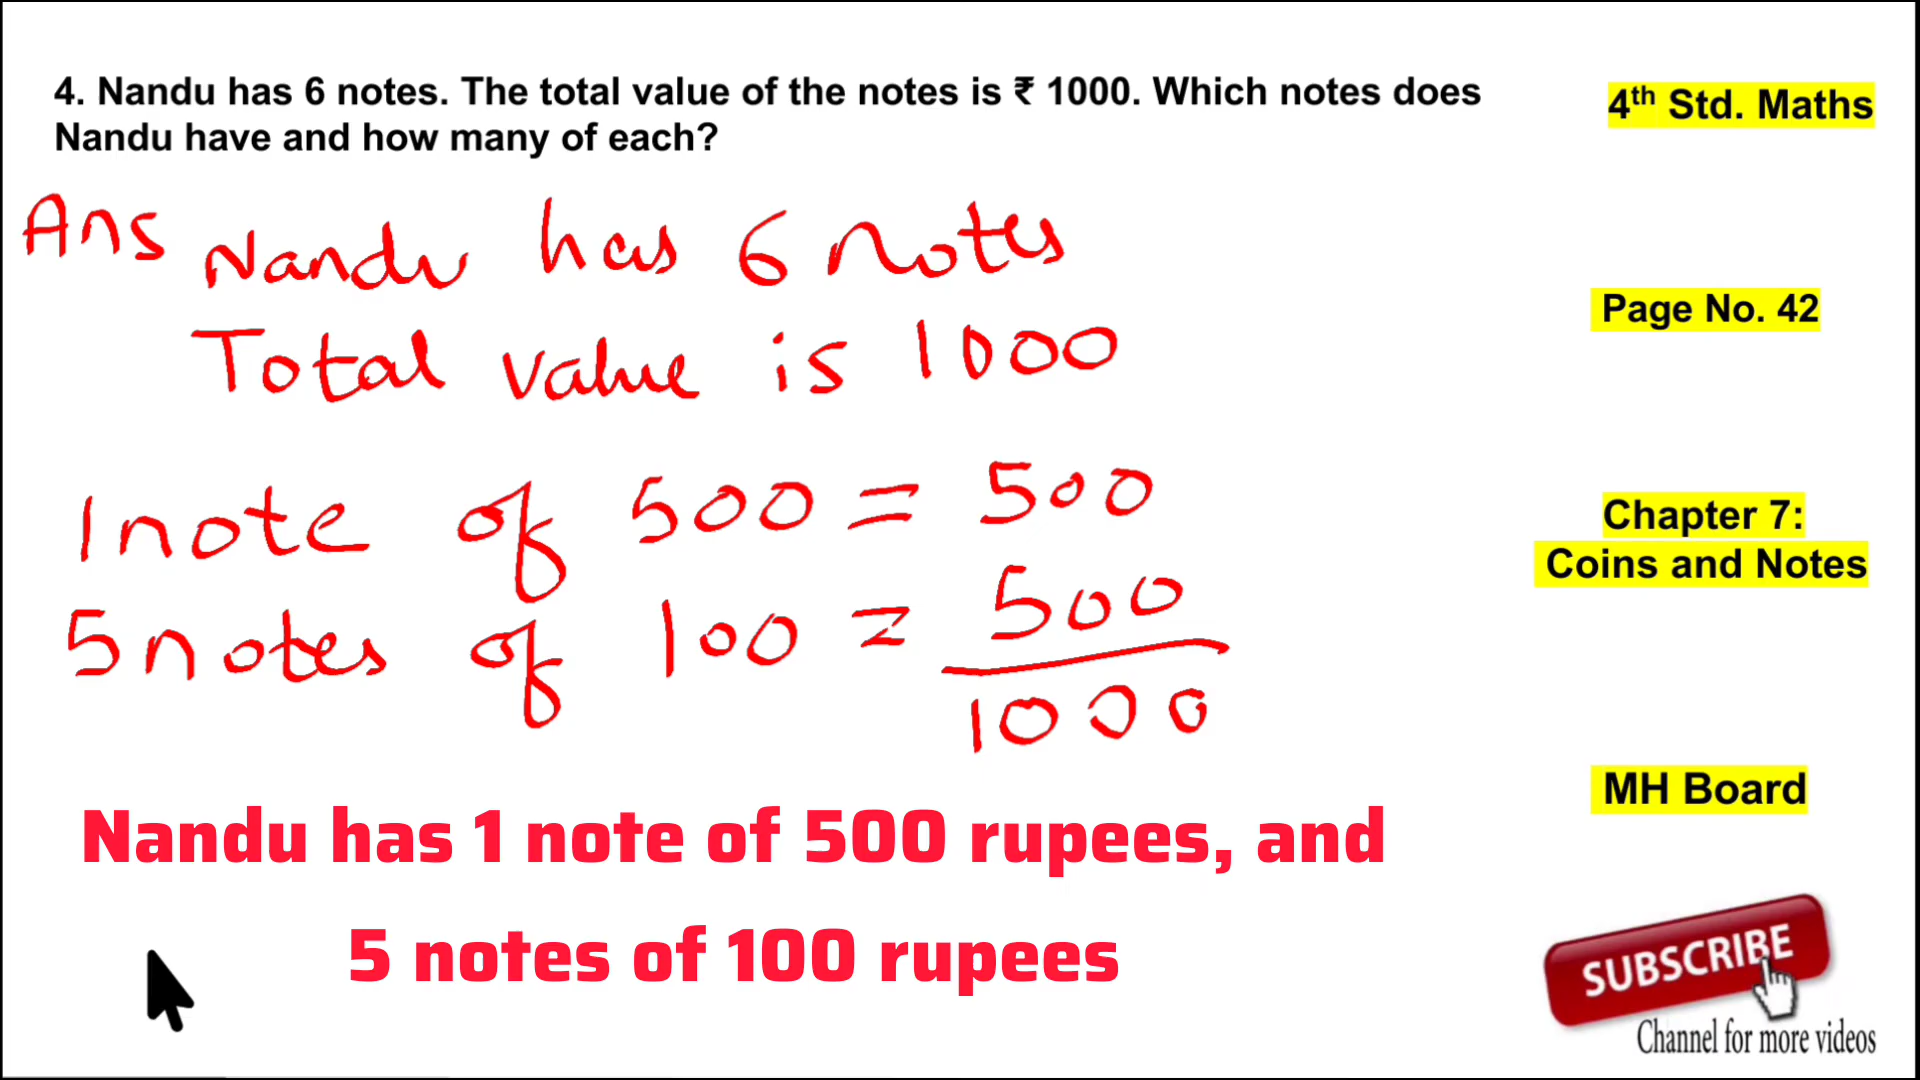 4. Nandu has 6 notes. The total value of the notes is ₹ 1000. Which notes does
Nandu have and how many of each?
4th Std. Maths
Ans Nandu has 6 notes
Total value is 1000
Page No. 42
1 note of 500 = 500
5 notes of 100 = 500
1000
Chapter 7:
Coins and Notes
MH Board
Nandu has 1 note of 500 rupees, and
5 notes of 100 rupees
SUBSCRIBE
Channel for more videos